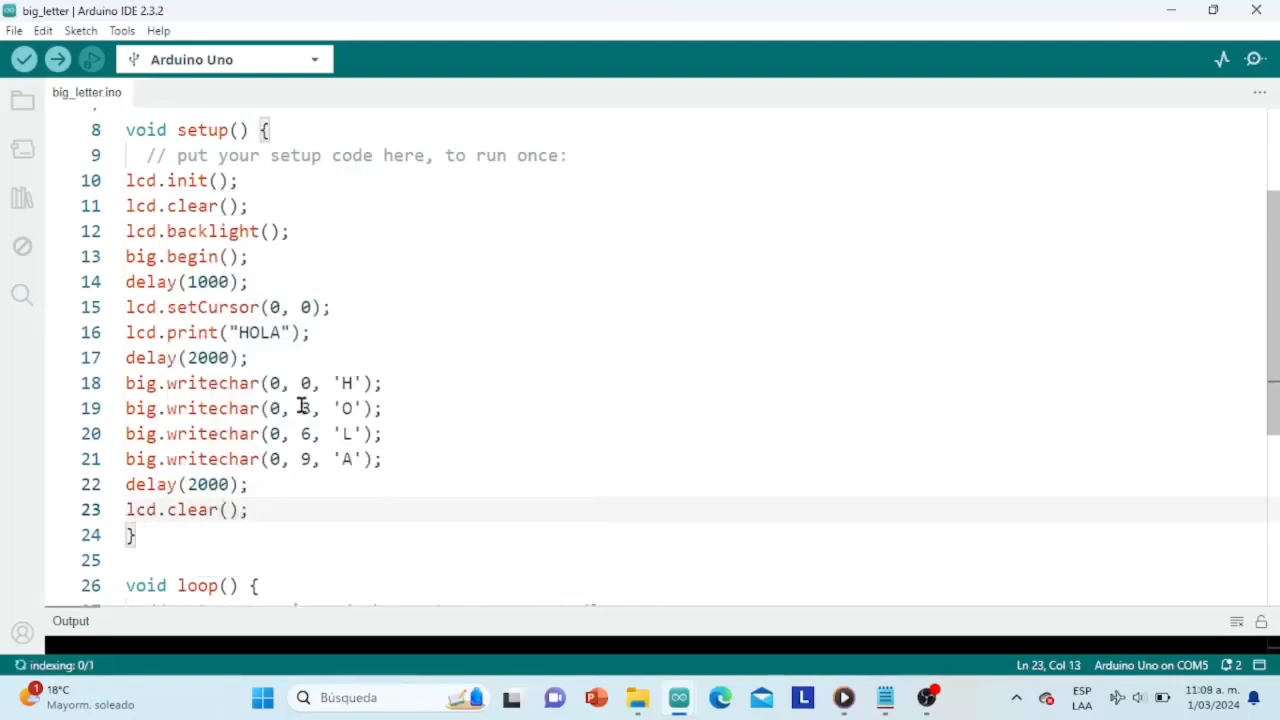 big_letter | Arduino IDE 2.3.2
File Edit Sketch Tools Help
Arduino Uno
big_letter.ino
8 void setup() {
9 // put your setup code here, to run once:
10 lcd.init();
11 lcd.clear();
12 lcd.backlight();
13 big.begin();
14 delay(1000);
15 lcd.setCursor(0, 0);
16 lcd.print("HOLA");
17 delay(2000);
18 big.writechar(0, 0, 'H');
19 big.writechar(0, 3, 'O');
20 big.writechar(0, 6, 'L');
21 big.writechar(0, 9, 'A');
22 delay(2000);
23 lcd.clear();
24 }
25
26 void loop() {
Output
indexing: 0/1 Ln 23, Col 13 Arduino Uno on COM5 2
1 18°C
Mayorm. soleado
Búsqueda
L
ESP
LAA
11:09 a. m.
1/03/2024